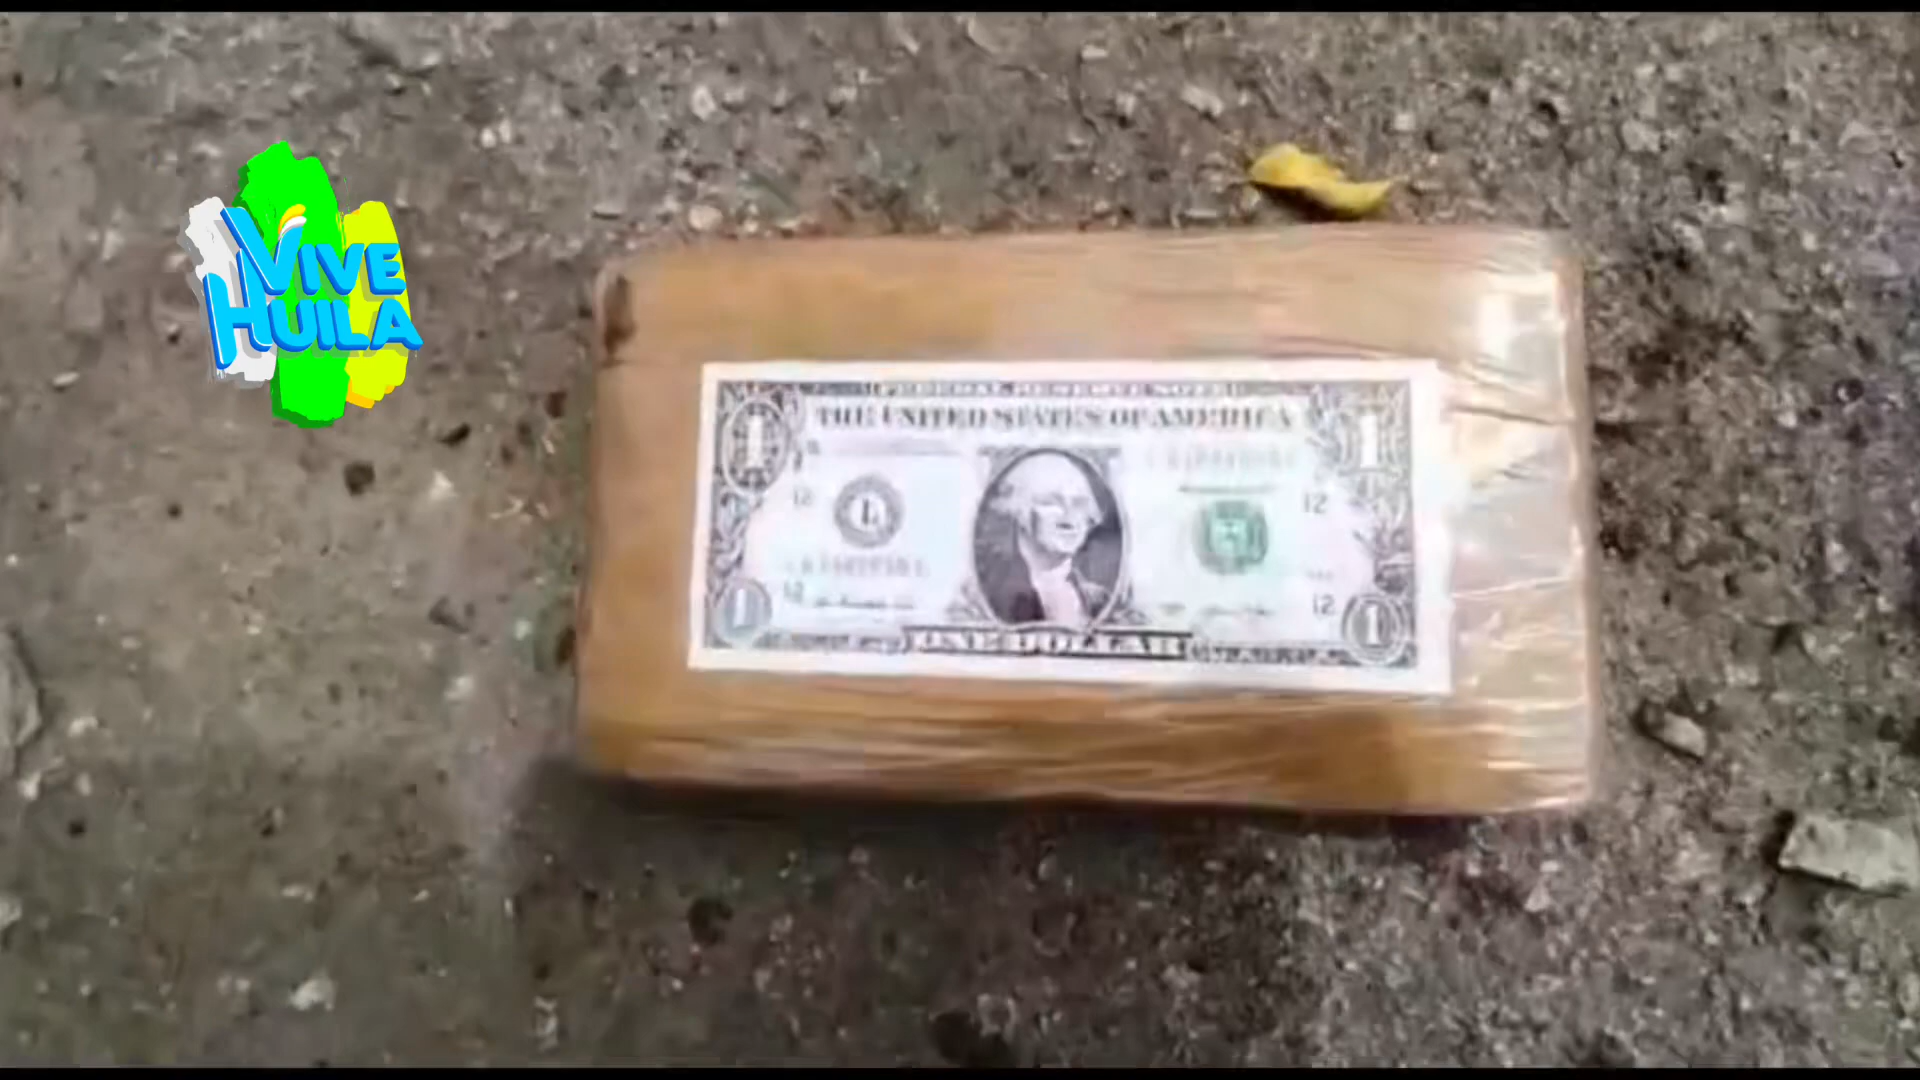 VIVE
HUILA
FEDERAL RESERVE NOTE
THE UNITED STATES OF AMERICA
1
1
12
L
12
12
12
1
1
ONE DOLLAR